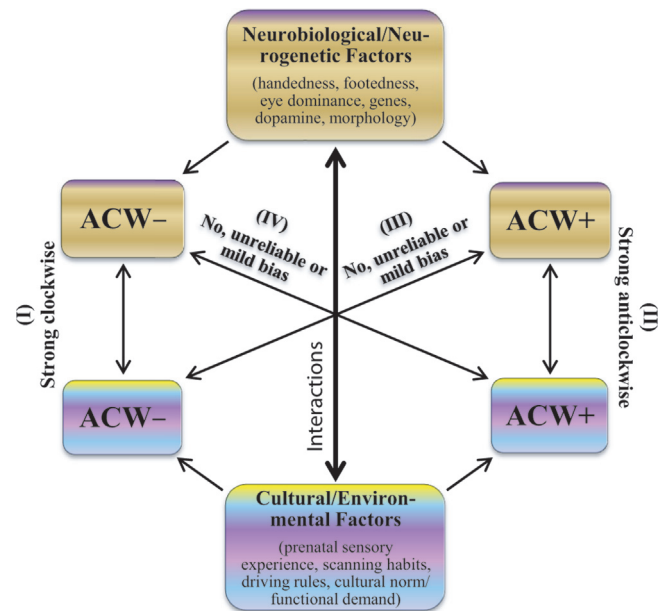 Neurobiological/Neu-
rogenetic Factors
(handedness, footedness,
eye dominance, genes,
dopamine, morphology)
ACW–
(IV)
No, unreliable or
mild bias
(III)
No, unreliable or
mild bias
ACW+
(I)
Strong clockwise
(II)
Strong anticlockwise
Interactions
ACW–
ACW+
Cultural/Environ-
mental Factors
(prenatal sensory
experience, scanning habits,
driving rules, cultural norm/
functional demand)